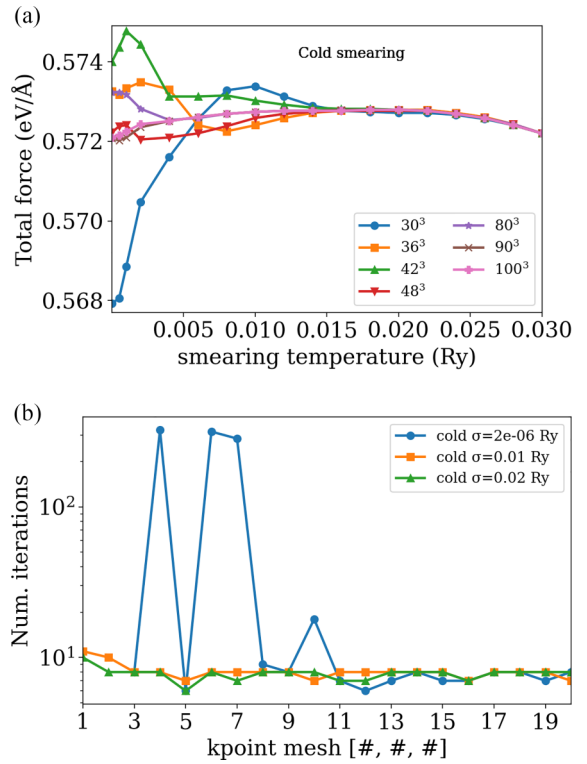 (a)
Cold smearing
Total force (eV/Å)
0.574
0.572
0.570
0.568
30³ 80³
36³ 90³
42³ 100³
48³
0.005 0.010 0.015 0.020 0.025 0.030
smearing temperature (Ry)
(b)
cold σ=2e-06 Ry
cold σ=0.01 Ry
cold σ=0.02 Ry
Num. iterations
10²
10¹
1 3 5 7 9 11 13 15 17 19
kpoint mesh [#, #, #]